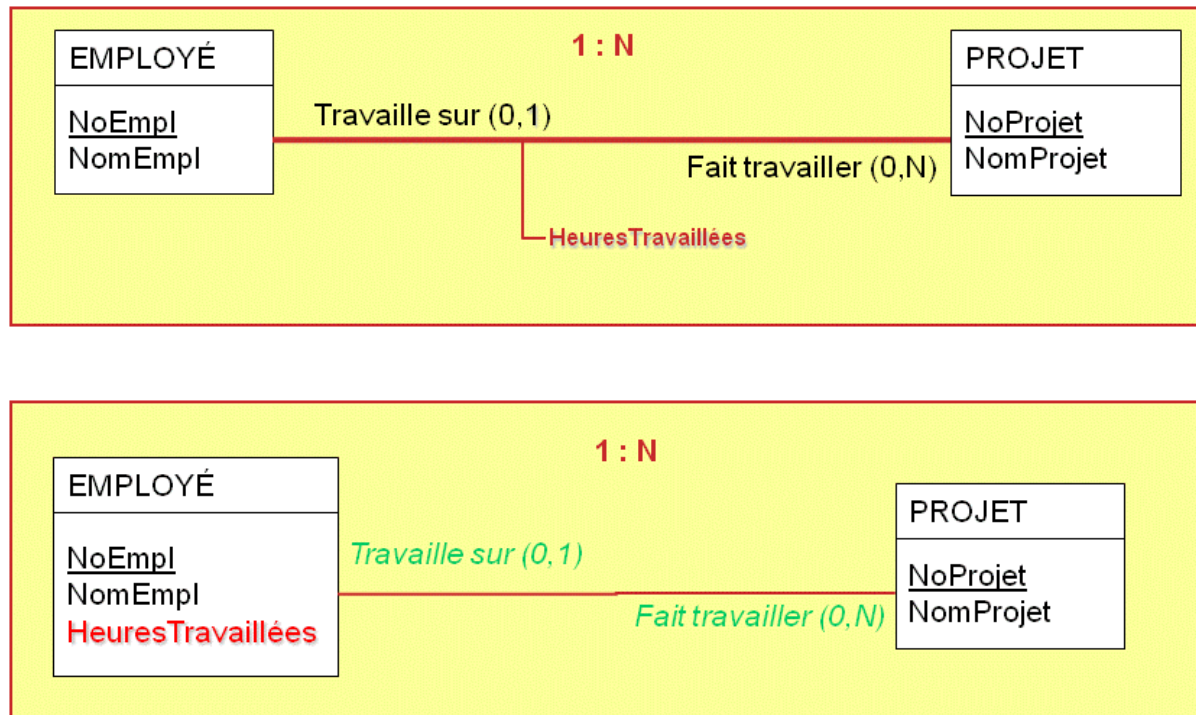 1 : N
EMPLOYÉ
NoEmpl
NomEmpl
Travaille sur (0,1)
Fait travailler (0,N)
HeuresTravaillées
PROJET
NoProjet
NomProjet
1 : N
EMPLOYÉ
NoEmpl
NomEmpl
HeuresTravaillées
Travaille sur (0,1)
Fait travailler (0,N)
PROJET
NoProjet
NomProjet